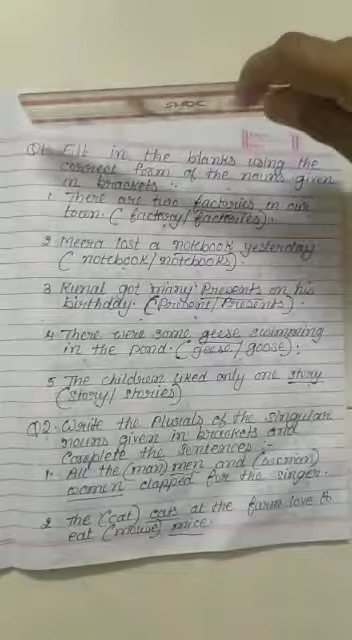 Q1. Fill in the blanks using the
correct form of the nouns given
in brackets :-
1. There are two factories in our
town. (factory/factories).
2. Meera lost a notebook yesterday.
(notebook/notebooks).
3. Kunal got many presents on his
birthday. (Present/Presents).
4. There were some geese swimming
in the pond. (geese/goose).
5. The children liked only one story
(story/stories)
Q2. Write the Plurals of the singular
nouns given in brackets and
complete the sentences :-
1. All the (man) men and (woman)
women clapped for the singer.
2. The (cat) cats at the farm love to
eat (mouse) mice.